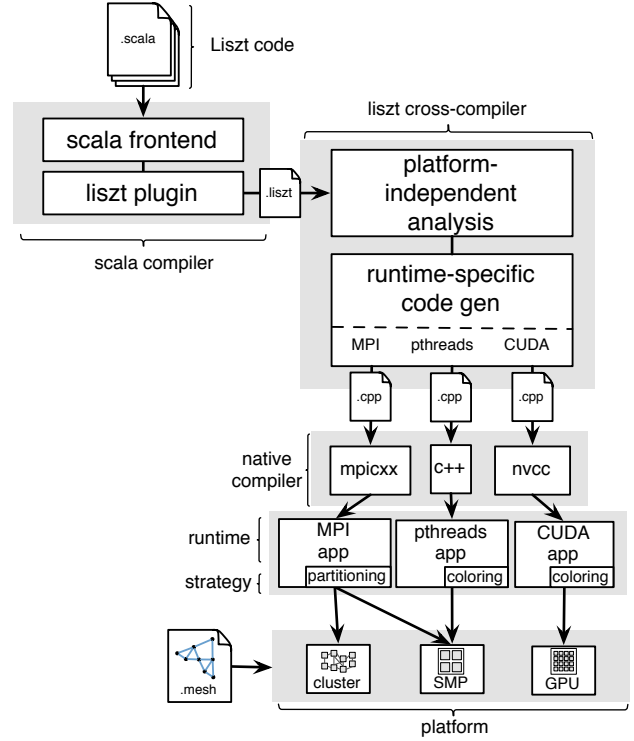 .scala
Liszt code
liszt cross-compiler
scala frontend
liszt plugin
.liszt
scala compiler
platform-
independent
analysis
runtime-specific
code gen
MPI pthreads CUDA
.cpp .cpp .cpp
native
compiler
mpicxx c++ nvcc
runtime
MPI
app
pthreads
app
CUDA
app
strategy
partitioning coloring coloring
.mesh
cluster SMP GPU
platform